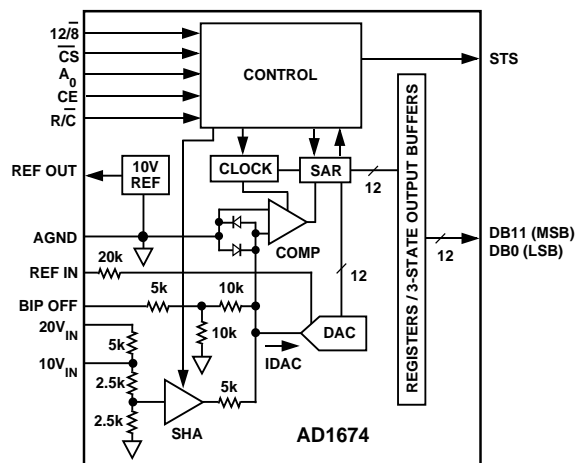 12/8̅
C̅S̅
A0
CE
R/C̅
CONTROL
STS
REF OUT
10V
REF
CLOCK
SAR
12
REGISTERS / 3-STATE OUTPUT BUFFERS
AGND
COMP
12
DB11 (MSB)
DB0 (LSB)
12
REF IN
20k
BIP OFF
5k
10k
10k
DAC
IDAC
20VIN
5k
10VIN
2.5k
2.5k
SHA
5k
AD1674